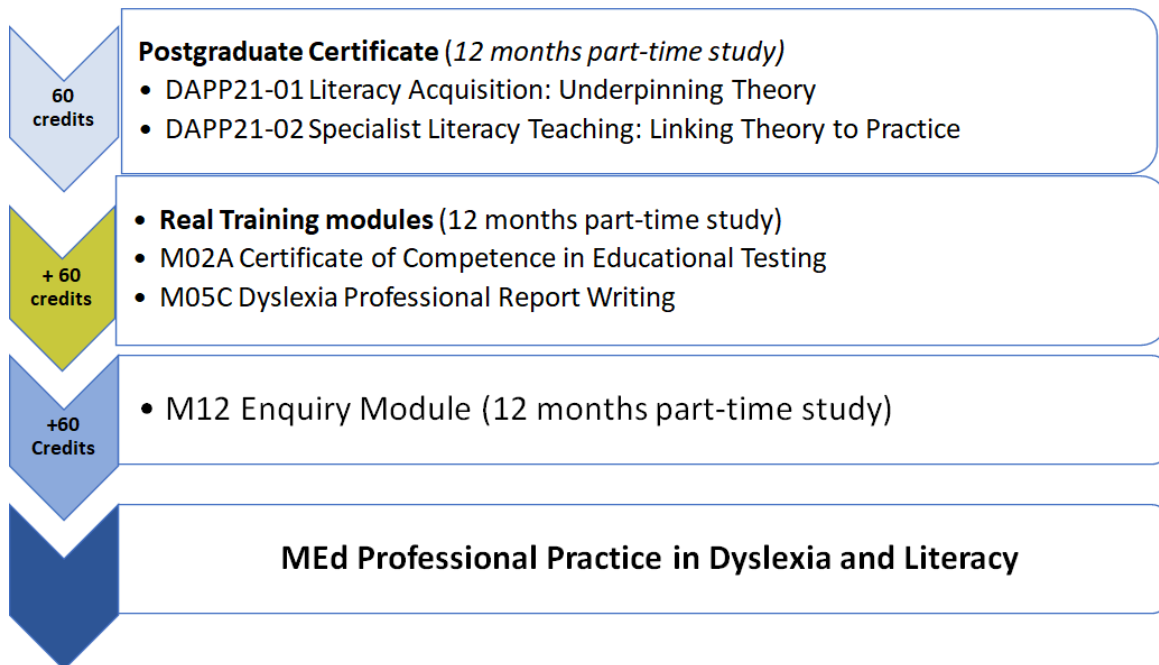 60
credits
Postgraduate Certificate (12 months part-time study)
• DAPP21-01 Literacy Acquisition: Underpinning Theory
• DAPP21-02 Specialist Literacy Teaching: Linking Theory to Practice
+ 60
credits
• Real Training modules (12 months part-time study)
• M02A Certificate of Competence in Educational Testing
• M05C Dyslexia Professional Report Writing
+60
Credits
• M12 Enquiry Module (12 months part-time study)
MEd Professional Practice in Dyslexia and Literacy